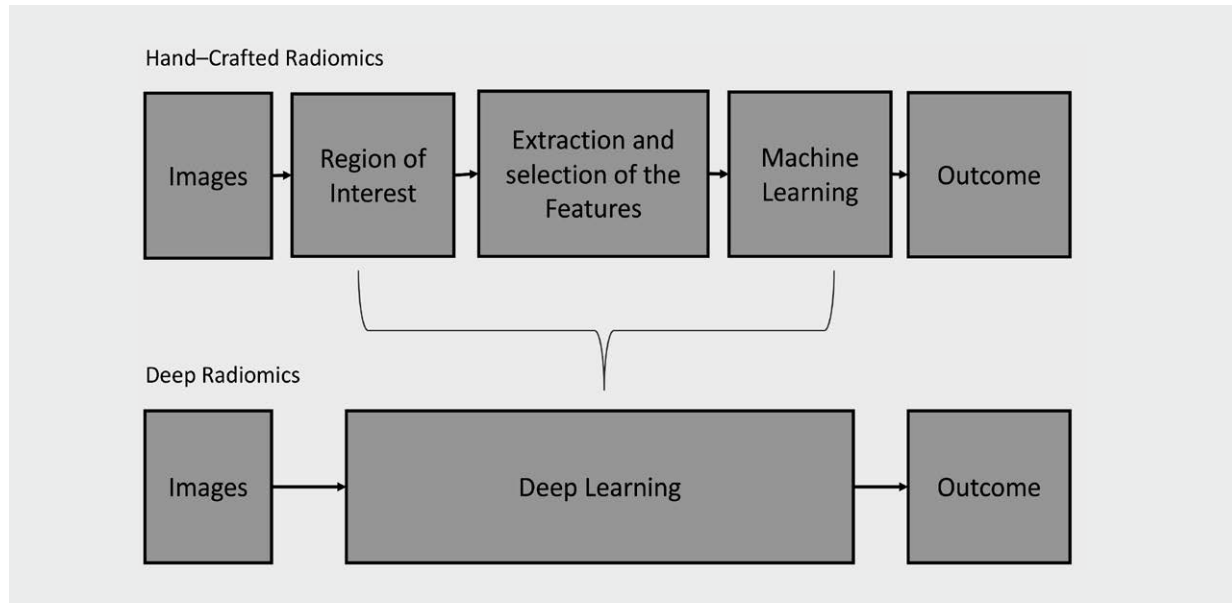 Hand–Crafted Radiomics
Images
Region of
Interest
Extraction and
selection of the
Features
Machine
Learning
Outcome
Deep Radiomics
Images
Deep Learning
Outcome